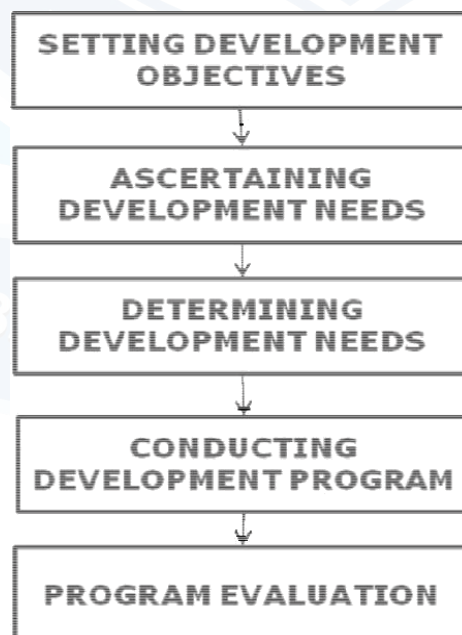 SETTING DEVELOPMENT
OBJECTIVES
ASCERTAINING
DEVELOPMENT NEEDS
DETERMINING
DEVELOPMENT NEEDS
CONDUCTING
DEVELOPMENT PROGRAM
PROGRAM EVALUATION